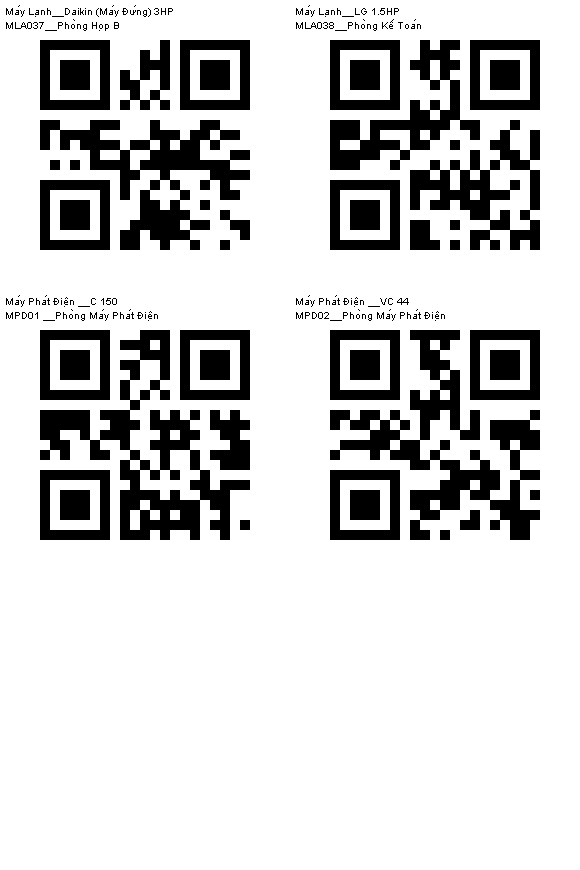 Máy Lạnh__Daikin (Máy Đứng) 3HP
MLA037__Phòng Họp B
Máy Lạnh__LG 1.5HP
MLA038__Phòng Kế Toán
Máy Phát Điện __C 150
MPD01 __Phòng Máy Phát Điện
Máy Phát Điện __VC 44
MPD02__Phòng Máy Phát Điện